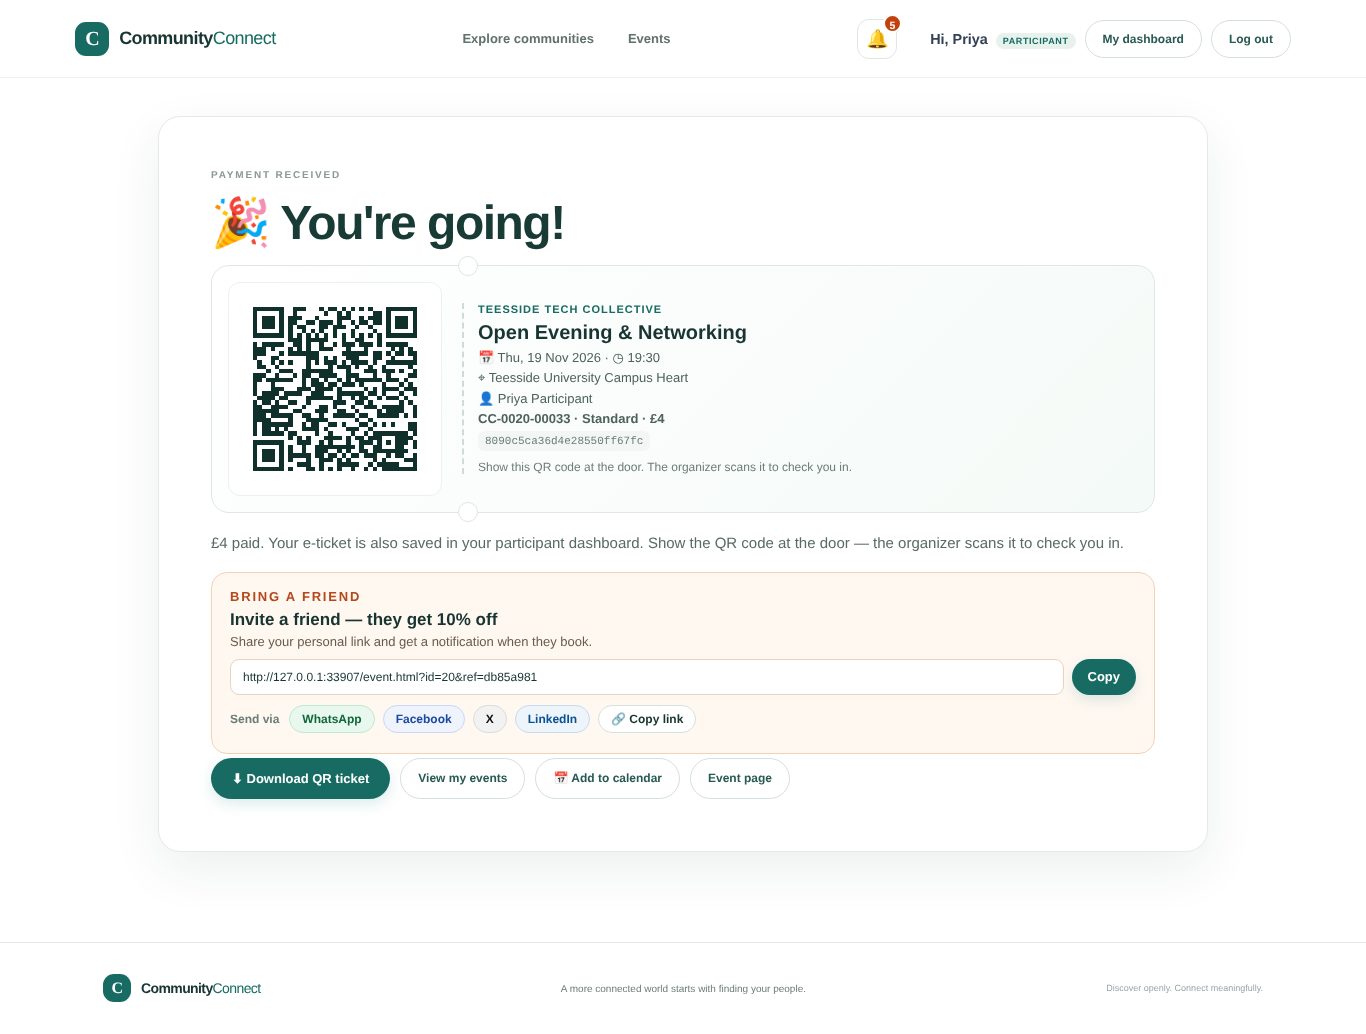 C CommunityConnect
Explore communities
Events
🔔 5
Hi, Priya
PARTICIPANT
My dashboard
Log out
PAYMENT RECEIVED
🎉 You're going!
TEESSIDE TECH COLLECTIVE
Open Evening & Networking
📅 Thu, 19 Nov 2026 · ◷ 19:30
⌖ Teesside University Campus Heart
👤 Priya Participant
CC-0020-00033 · Standard · £4
8090c5ca36d4e28550ff67fc
Show this QR code at the door. The organizer scans it to check you in.
£4 paid. Your e-ticket is also saved in your participant dashboard. Show the QR code at the door — the organizer scans it to check you in.
BRING A FRIEND
Invite a friend — they get 10% off
Share your personal link and get a notification when they book.
http://127.0.0.1:33907/event.html?id=20&ref=db85a981
Copy
Send via
WhatsApp
Facebook
X
LinkedIn
🔗 Copy link
⬇ Download QR ticket
View my events
📅 Add to calendar
Event page
C CommunityConnect
A more connected world starts with finding your people.
Discover openly. Connect meaningfully.